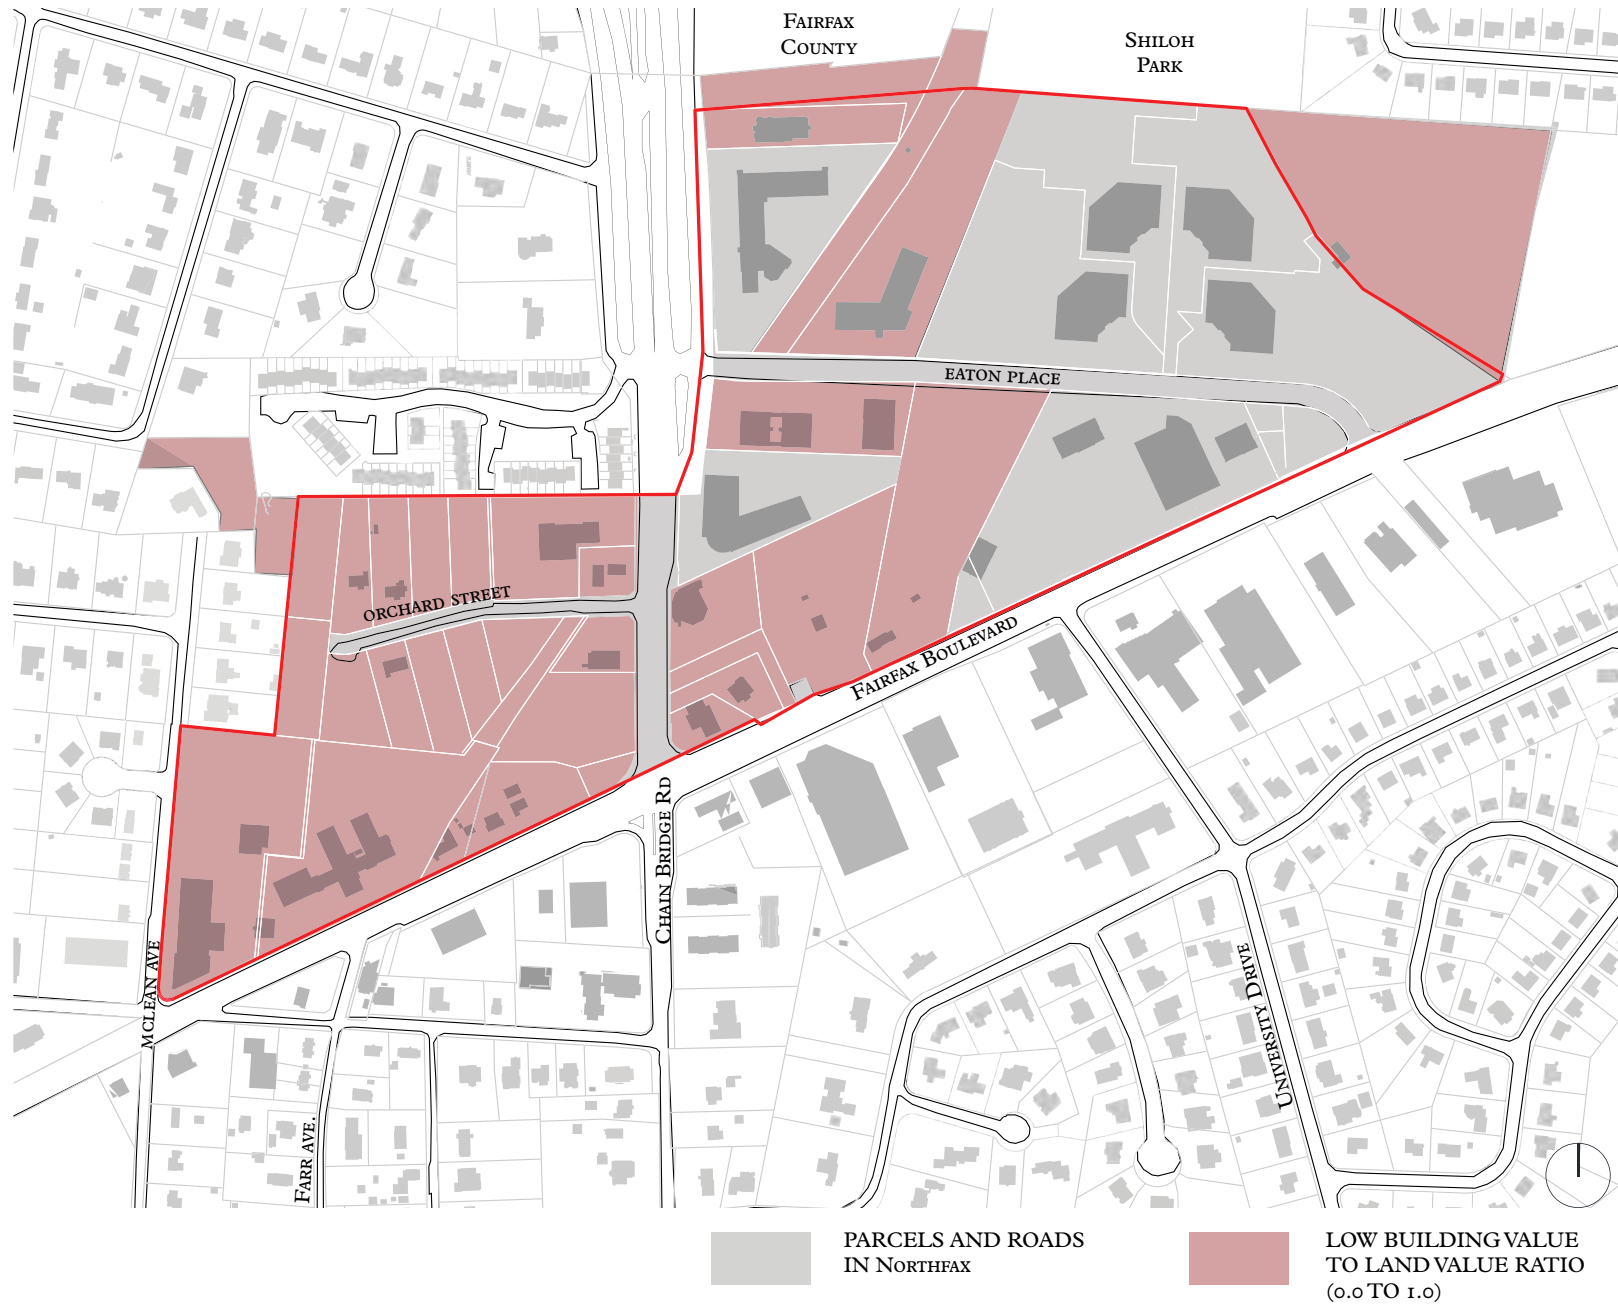 Fairfax
County
Shiloh
Park
Eaton Place
Orchard Street
Fairfax Boulevard
Chain Bridge Rd
McLean Ave
University Drive
Farr Ave.
PARCELS AND ROADS
IN Northfax
LOW BUILDING VALUE
TO LAND VALUE RATIO
(0.0 TO 1.0)